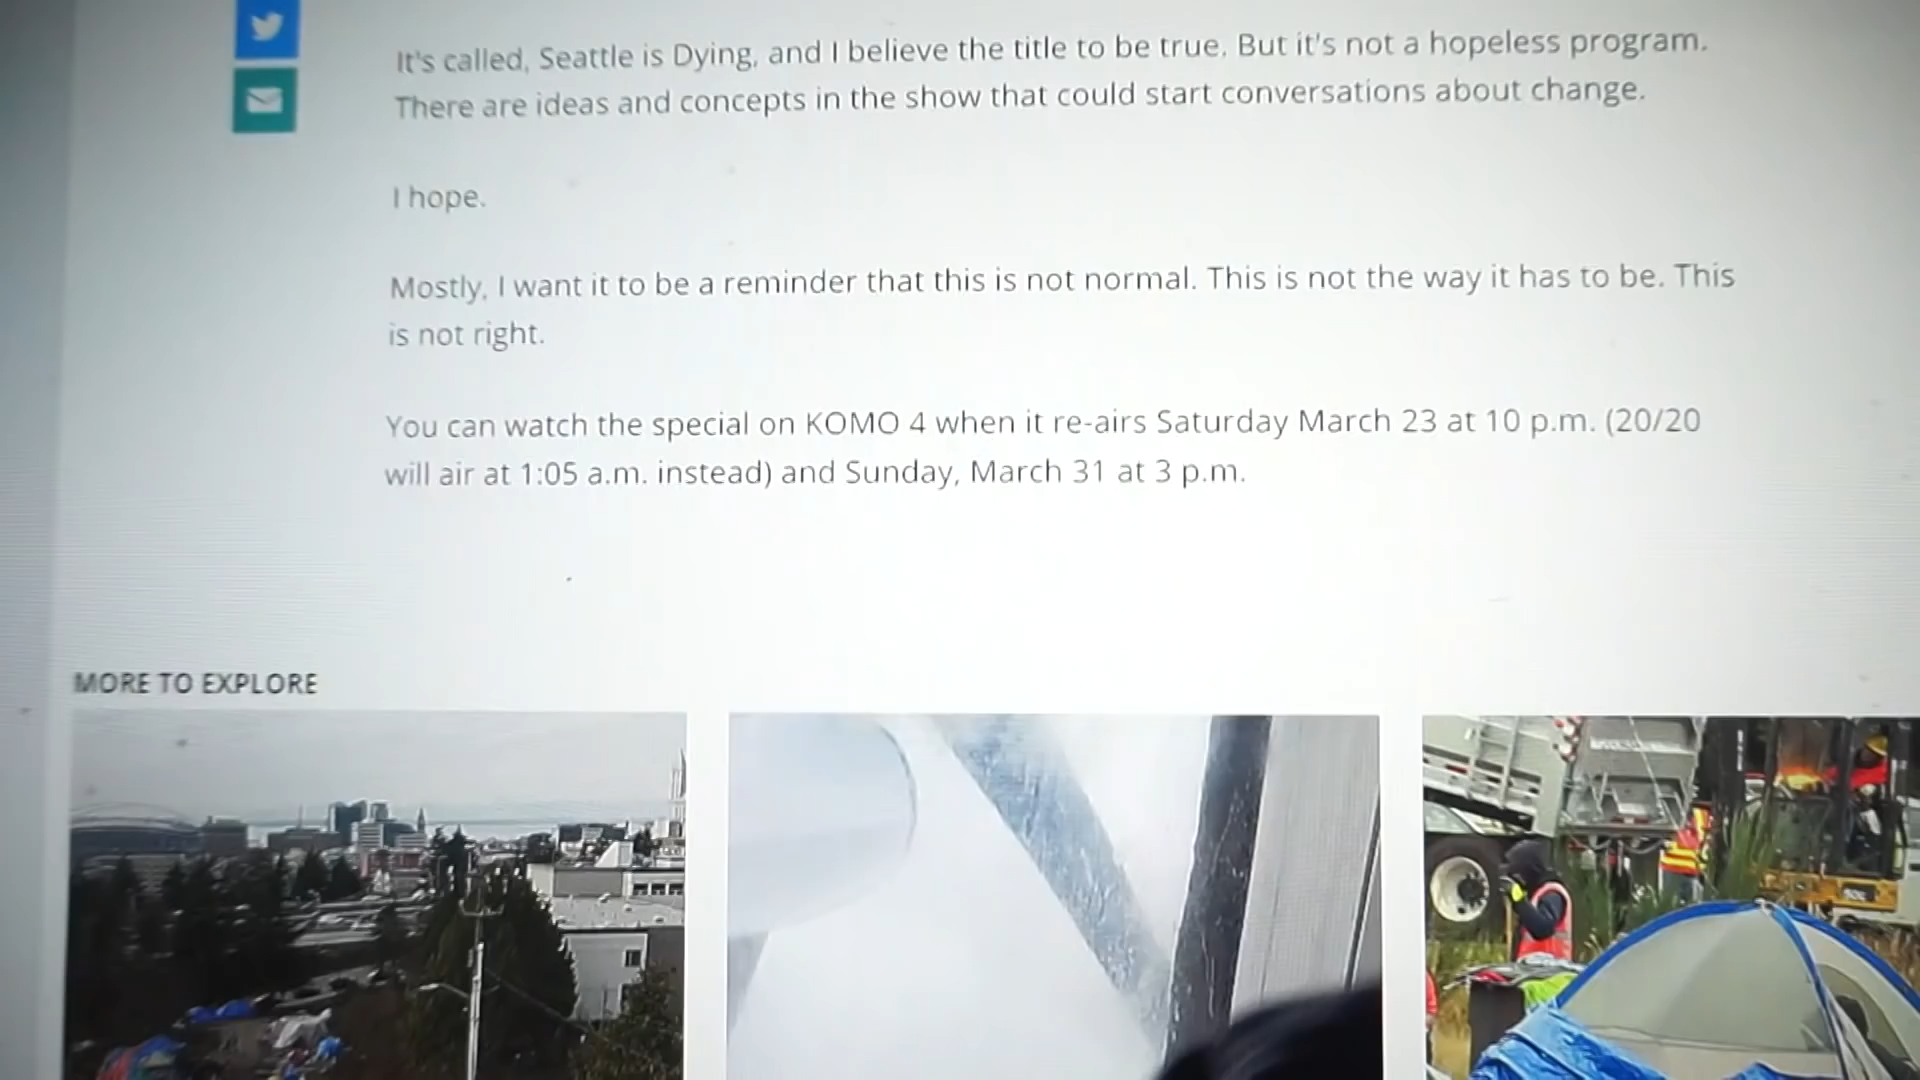 It's called, Seattle is Dying, and I believe the title to be true. But it's not a hopeless program.
There are ideas and concepts in the show that could start conversations about change.
I hope.
Mostly, I want it to be a reminder that this is not normal. This is not the way it has to be. This
is not right.
You can watch the special on KOMO 4 when it re-airs Saturday March 23 at 10 p.m. (20/20
will air at 1:05 a.m. instead) and Sunday, March 31 at 3 p.m.
MORE TO EXPLORE